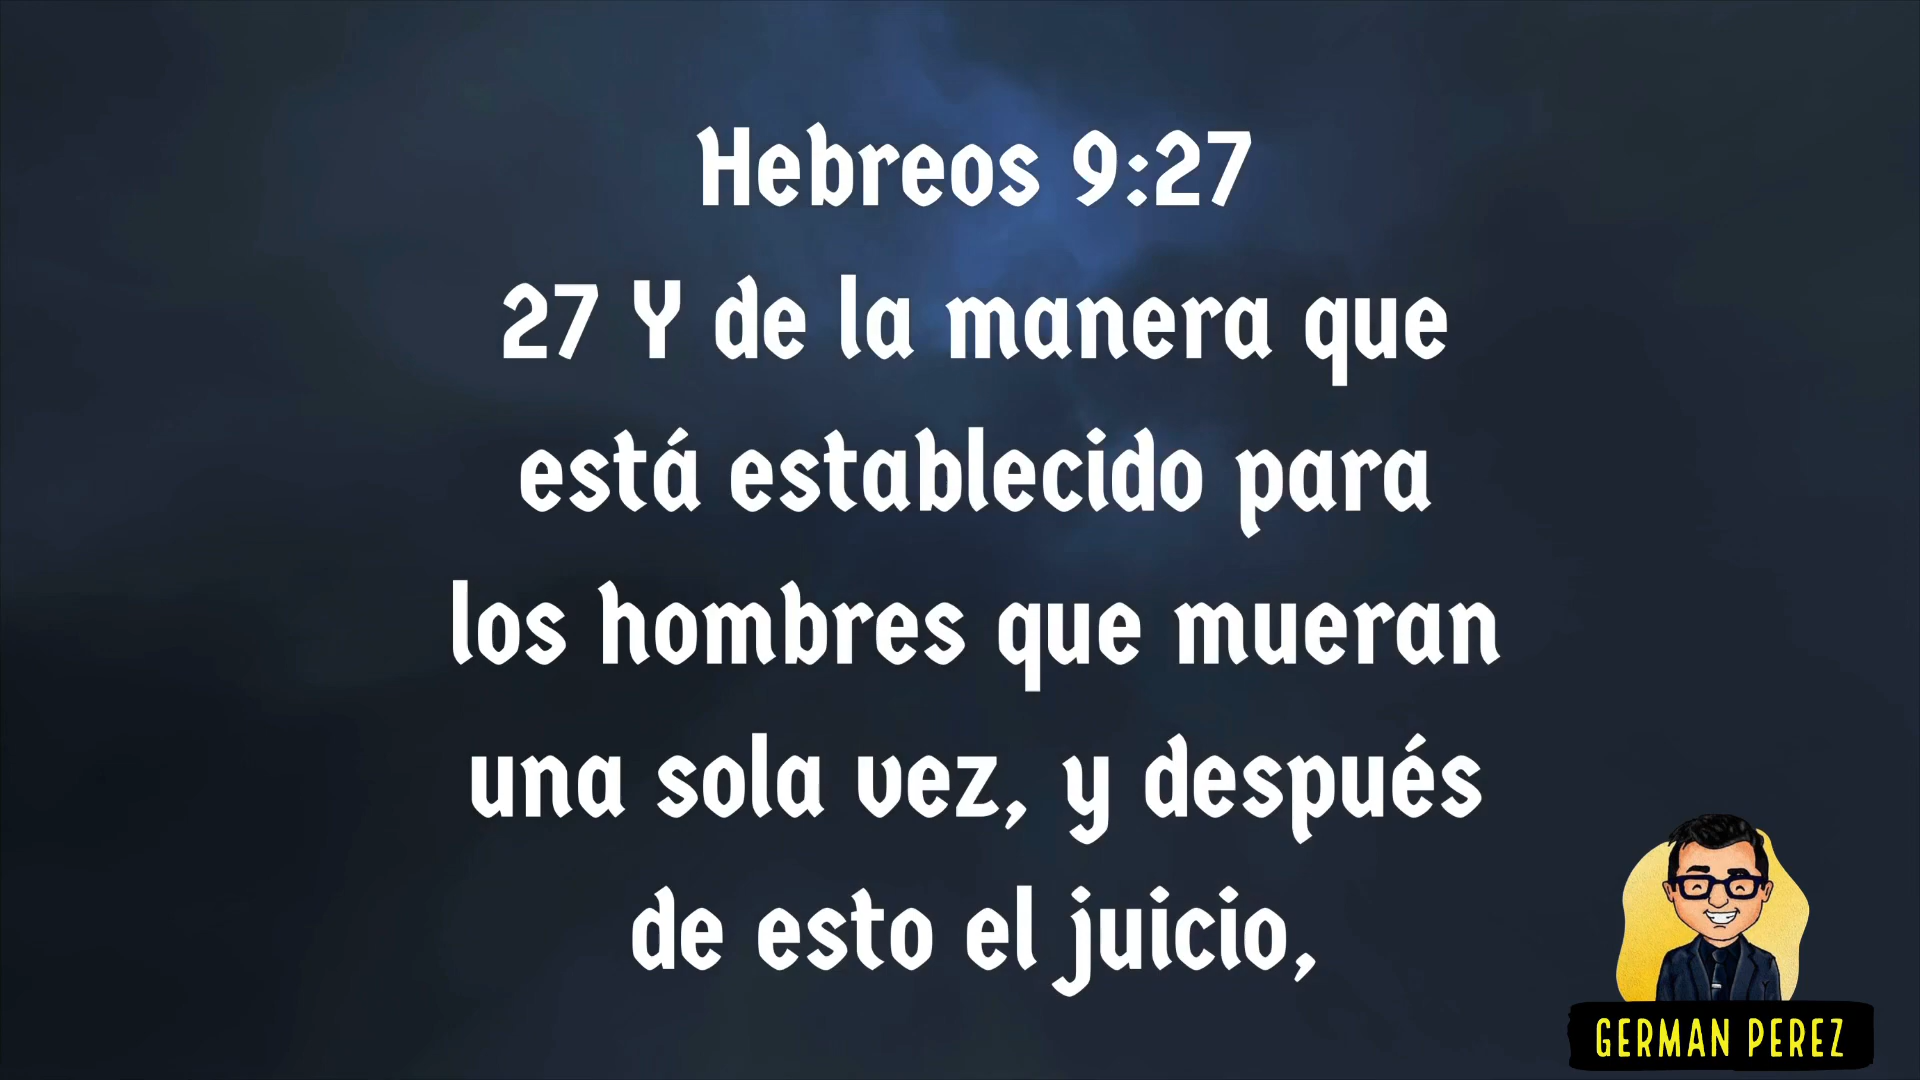 Hebreos 9:27
27 Y de la manera que
está establecido para
los hombres que mueran
una sola vez, y después
de esto el juicio,
GERMAN PEREZ